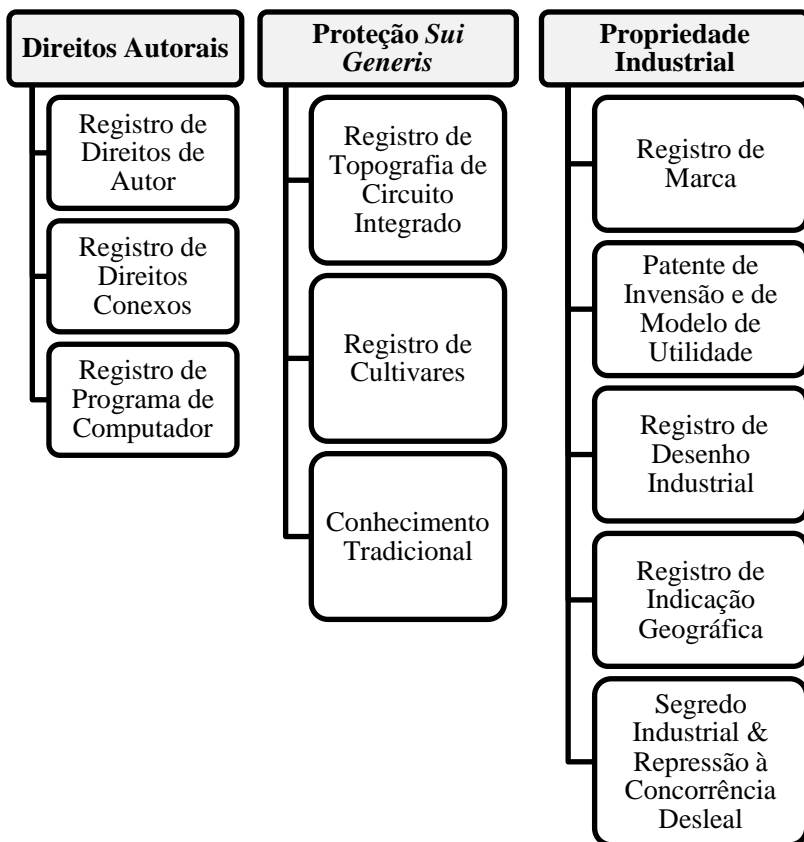 Direitos Autorais
Registro de
Direitos de
Autor
Registro de
Direitos
Conexos
Registro de
Programa de
Computador
Proteção Sui
Generis
Registro de
Topografia de
Circuito
Integrado
Registro de
Cultivares
Conhecimento
Tradicional
Propriedade
Industrial
Registro de
Marca
Patente de
Invensão e de
Modelo de
Utilidade
Registro de
Desenho
Industrial
Registro de
Indicação
Geográfica
Segredo
Industrial &
Repressão à
Concorrência
Desleal